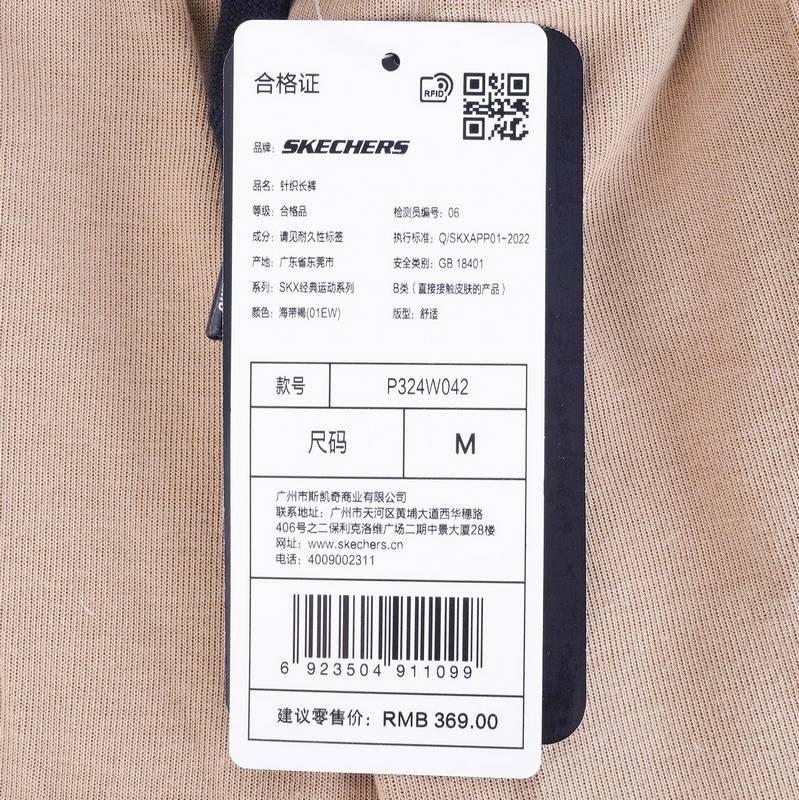 合格证
RFID
品牌：SKECHERS
品名：针织长裤
等级：合格品 检测员编号：06
成分：请见耐久性标签 执行标准：Q/SKXAPP01-2022
产地：广东省东莞市 安全类别：GB 18401
系列：SKX经典运动系列 B类（直接接触皮肤的产品）
颜色：海带褐(01EW) 版型：舒适
款号 P324W042
尺码 M
广州市斯凯奇商业有限公司
联系地址：广州市天河区黄埔大道西华穗路
406号之二保利克洛维广场二期中景大厦28楼
网址：www.skechers.cn
电话：4009002311
6 923504 911099
建议零售价：RMB 369.00